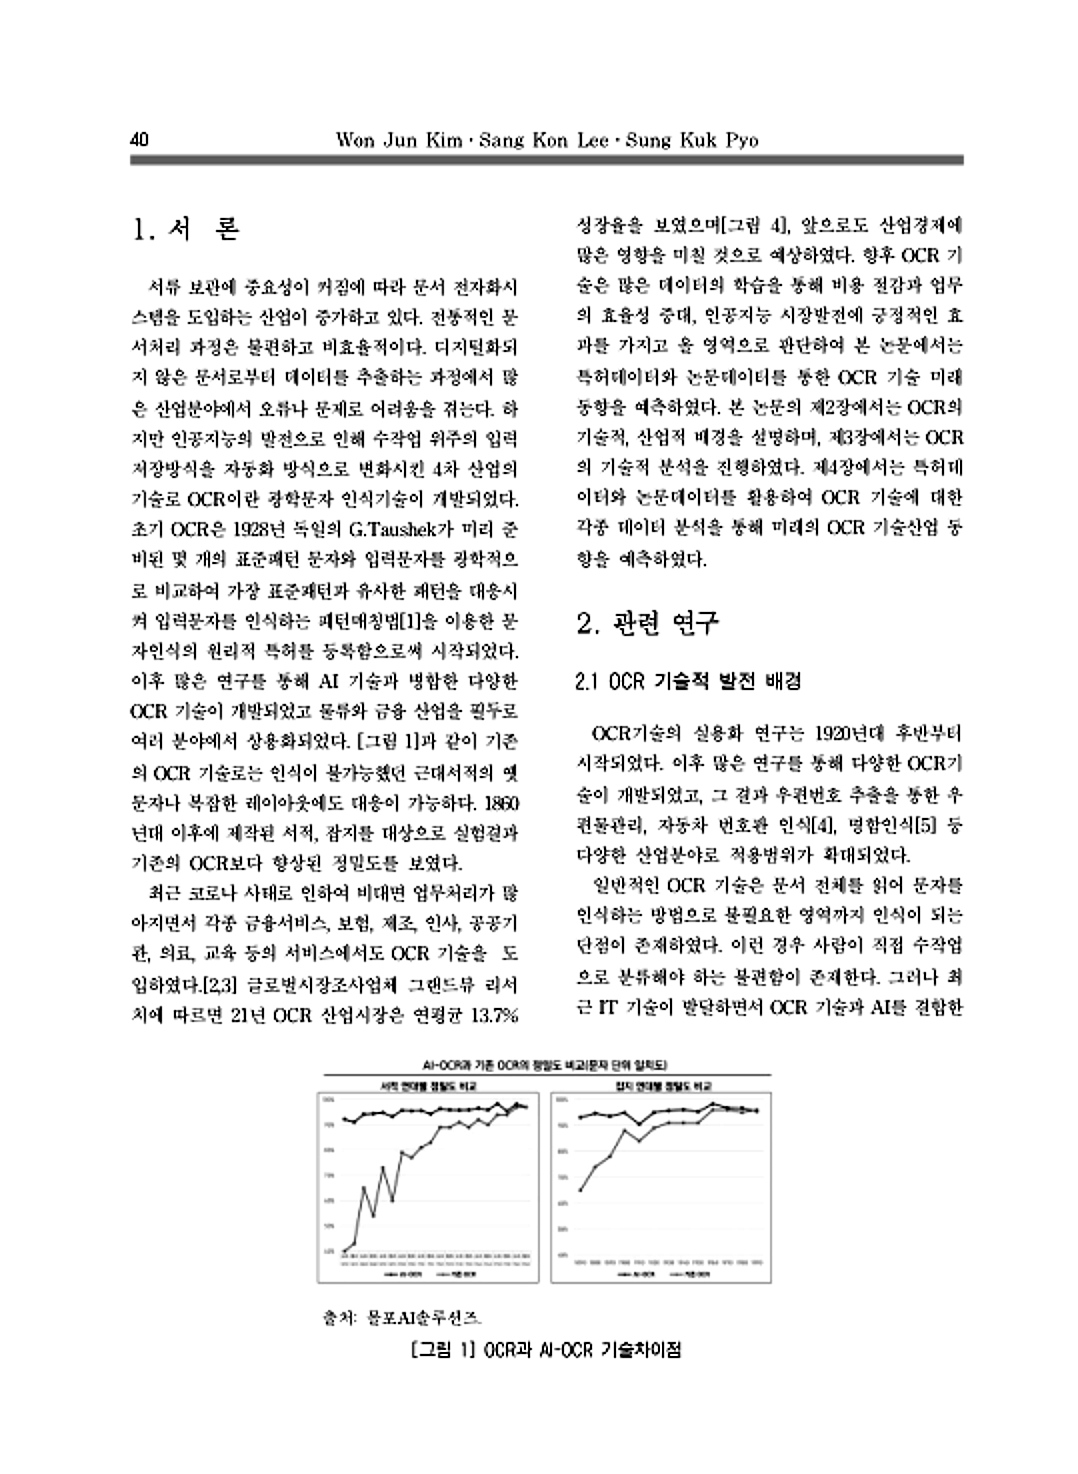 40
Won Jun Kim · Sang Kon Lee · Sung Kuk Pyo
1. 서 론
서류 보관에 중요성이 커짐에 따라 문서 전자화시
스템을 도입하는 산업이 증가하고 있다. 전통적인 문
서처리 과정은 불편하고 비효율적이다. 디지털화되
지 않은 문서로부터 데이터를 추출하는 과정에서 많
은 산업분야에서 오류나 문제로 어려움을 겪는다. 하
지만 인공지능의 발전으로 인해 수작업 위주의 입력
저장방식을 자동화 방식으로 변화시킨 4차 산업의
기술로 OCR이란 광학문자 인식기술이 개발되었다.
초기 OCR은 1928년 독일의 G.Taushek가 미리 준
비된 몇 개의 표준패턴 문자와 입력문자를 광학적으
로 비교하여 가장 표준패턴과 유사한 패턴을 대응시
켜 입력문자를 인식하는 패턴매칭법[1]을 이용한 문
자인식의 원리적 특허를 등록함으로써 시작되었다.
이후 많은 연구를 통해 AI 기술과 병합한 다양한
OCR 기술이 개발되었고 물류와 금융 산업을 필두로
여러 분야에서 상용화되었다. [그림 1]과 같이 기존
의 OCR 기술로는 인식이 불가능했던 근대서적의 옛
문자나 복잡한 레이아웃에도 대응이 가능하다. 1860
년대 이후에 제작된 서적, 잡지를 대상으로 실험결과
기존의 OCR보다 향상된 정밀도를 보였다.
최근 코로나 사태로 인하여 비대면 업무처리가 많
아지면서 각종 금융서비스, 보험, 제조, 인사, 공공기
관, 의료, 교육 등의 서비스에서도 OCR 기술을 도
입하였다.[2,3] 글로벌시장조사업체 그랜드뷰 리서
치에 따르면 21년 OCR 산업시장은 연평균 13.7%
성장율을 보였으며[그림 4], 앞으로도 산업경제에
많은 영향을 미칠 것으로 예상하였다. 향후 OCR 기
술은 많은 데이터의 학습을 통해 비용 절감과 업무
의 효율성 증대, 인공지능 시장발전에 긍정적인 효
과를 가지고 올 영역으로 판단하여 본 논문에서는
특허데이터와 논문데이터를 통한 OCR 기술 미래
동향을 예측하였다. 본 논문의 제2장에서는 OCR의
기술적, 산업적 배경을 설명하며, 제3장에서는 OCR
의 기술적 분석을 진행하였다. 제4장에서는 특허데
이터와 논문데이터를 활용하여 OCR 기술에 대한
각종 데이터 분석을 통해 미래의 OCR 기술산업 동
향을 예측하였다.
2. 관련 연구
2.1 OCR 기술적 발전 배경
OCR기술의 실용화 연구는 1920년대 후반부터
시작되었다. 이후 많은 연구를 통해 다양한 OCR기
술이 개발되었고, 그 결과 우편번호 추출을 통한 우
편물관리, 자동차 번호판 인식[4], 명함인식[5] 등
다양한 산업분야로 적용범위가 확대되었다.
일반적인 OCR 기술은 문서 전체를 읽어 문자를
인식하는 방법으로 불필요한 영역까지 인식이 되는
단점이 존재하였다. 이런 경우 사람이 직접 수작업
으로 분류해야 하는 불편함이 존재한다. 그러나 최
근 IT 기술이 발달하면서 OCR 기술과 AI를 결합한
AI-OCR과 기존 OCR의 정밀도 비교(문자 단위 일치도)
서적 연대별 정밀도 비교
잡지 연대별 정밀도 비교
AI-OCR 기존 OCR
AI-OCR 기존 OCR
출처: 몰포AI솔루션즈
[그림 1] OCR과 AI-OCR 기술차이점